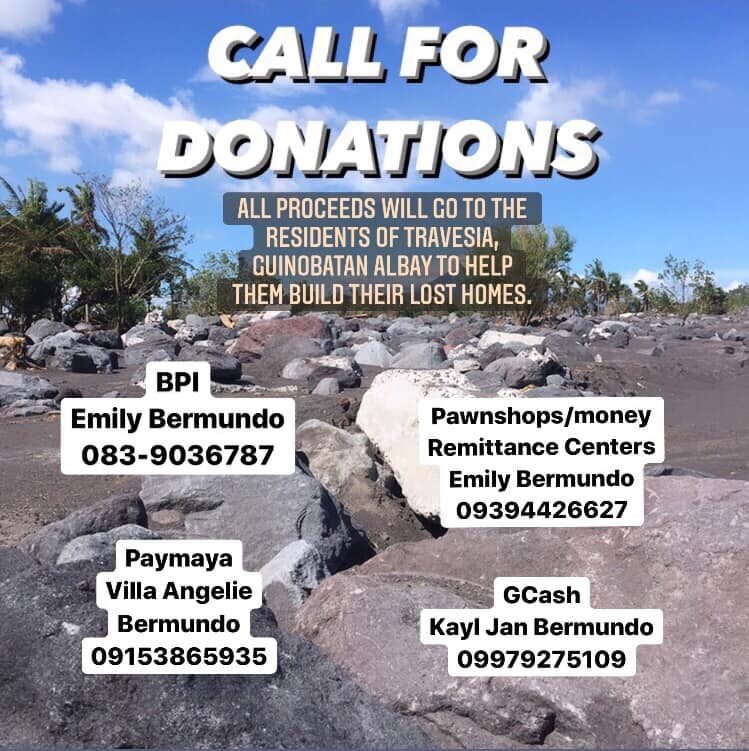 CALL FOR
DONATIONS
ALL PROCEEDS WILL GO TO THE
RESIDENTS OF TRAVESIA,
GUINOBATAN ALBAY TO HELP
THEM BUILD THEIR LOST HOMES.
BPI
Emily Bermundo
083-9036787
Pawnshops/money
Remittance Centers
Emily Bermundo
09394426627
Paymaya
Villa Angelie
Bermundo
09153865935
GCash
Kayl Jan Bermundo
09979275109